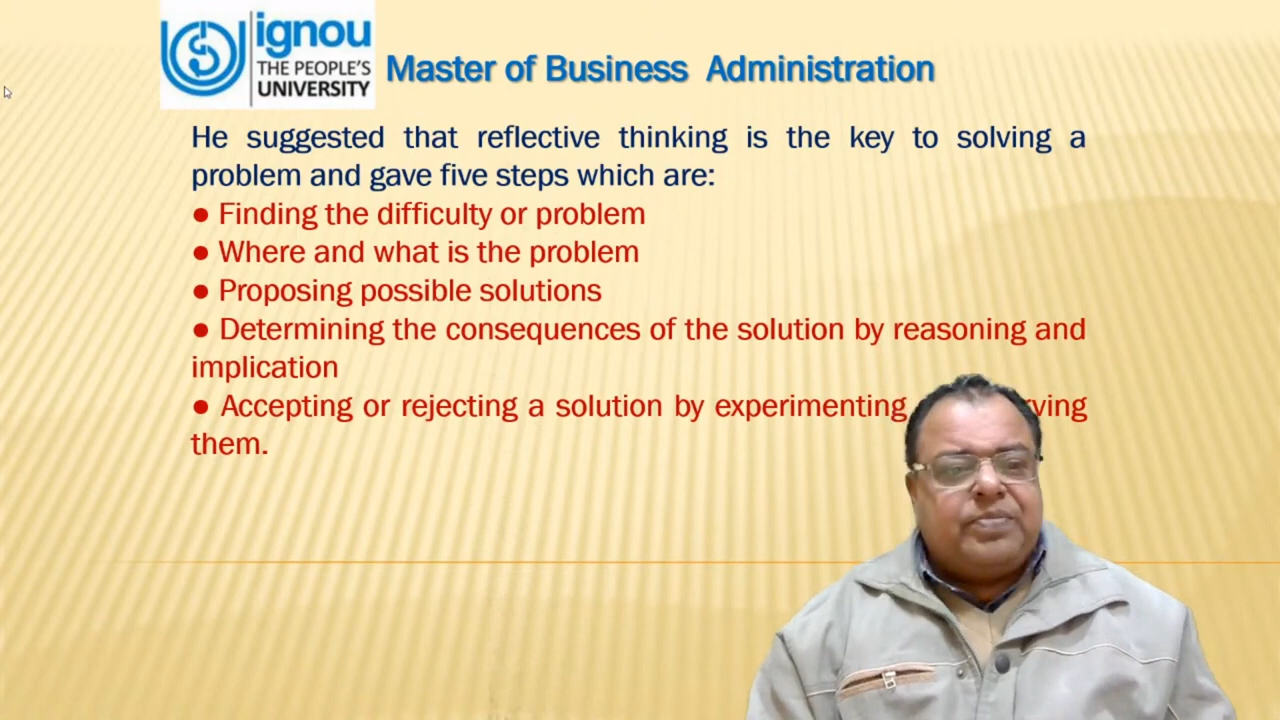 ignou
THE PEOPLE'S
UNIVERSITY
Master of Business Administration
He suggested that reflective thinking is the key to solving a
problem and gave five steps which are:
● Finding the difficulty or problem
● Where and what is the problem
● Proposing possible solutions
● Determining the consequences of the solution by reasoning and
implication
● Accepting or rejecting a solution by experimenting
them.